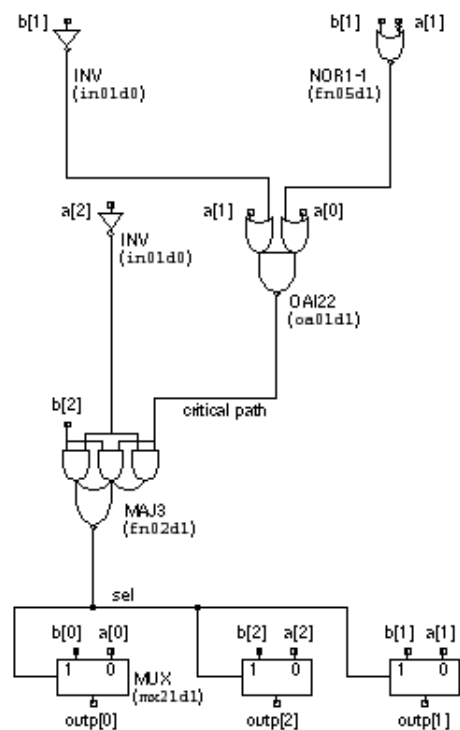 b[1]
b[1] a[1]
INV
(in01d0)
NOR1-1
(fn05d1)
a[2]
a[1] a[0]
INV
(in01d0)
OAI22
(oa01d1)
b[2]
critical path
MAJ3
(fn02d1)
sel
b[0] a[0]
b[2] a[2]
b[1] a[1]
1 0
MUX
(mx21d1)
1 0
1 0
outp[0]
outp[2]
outp[1]